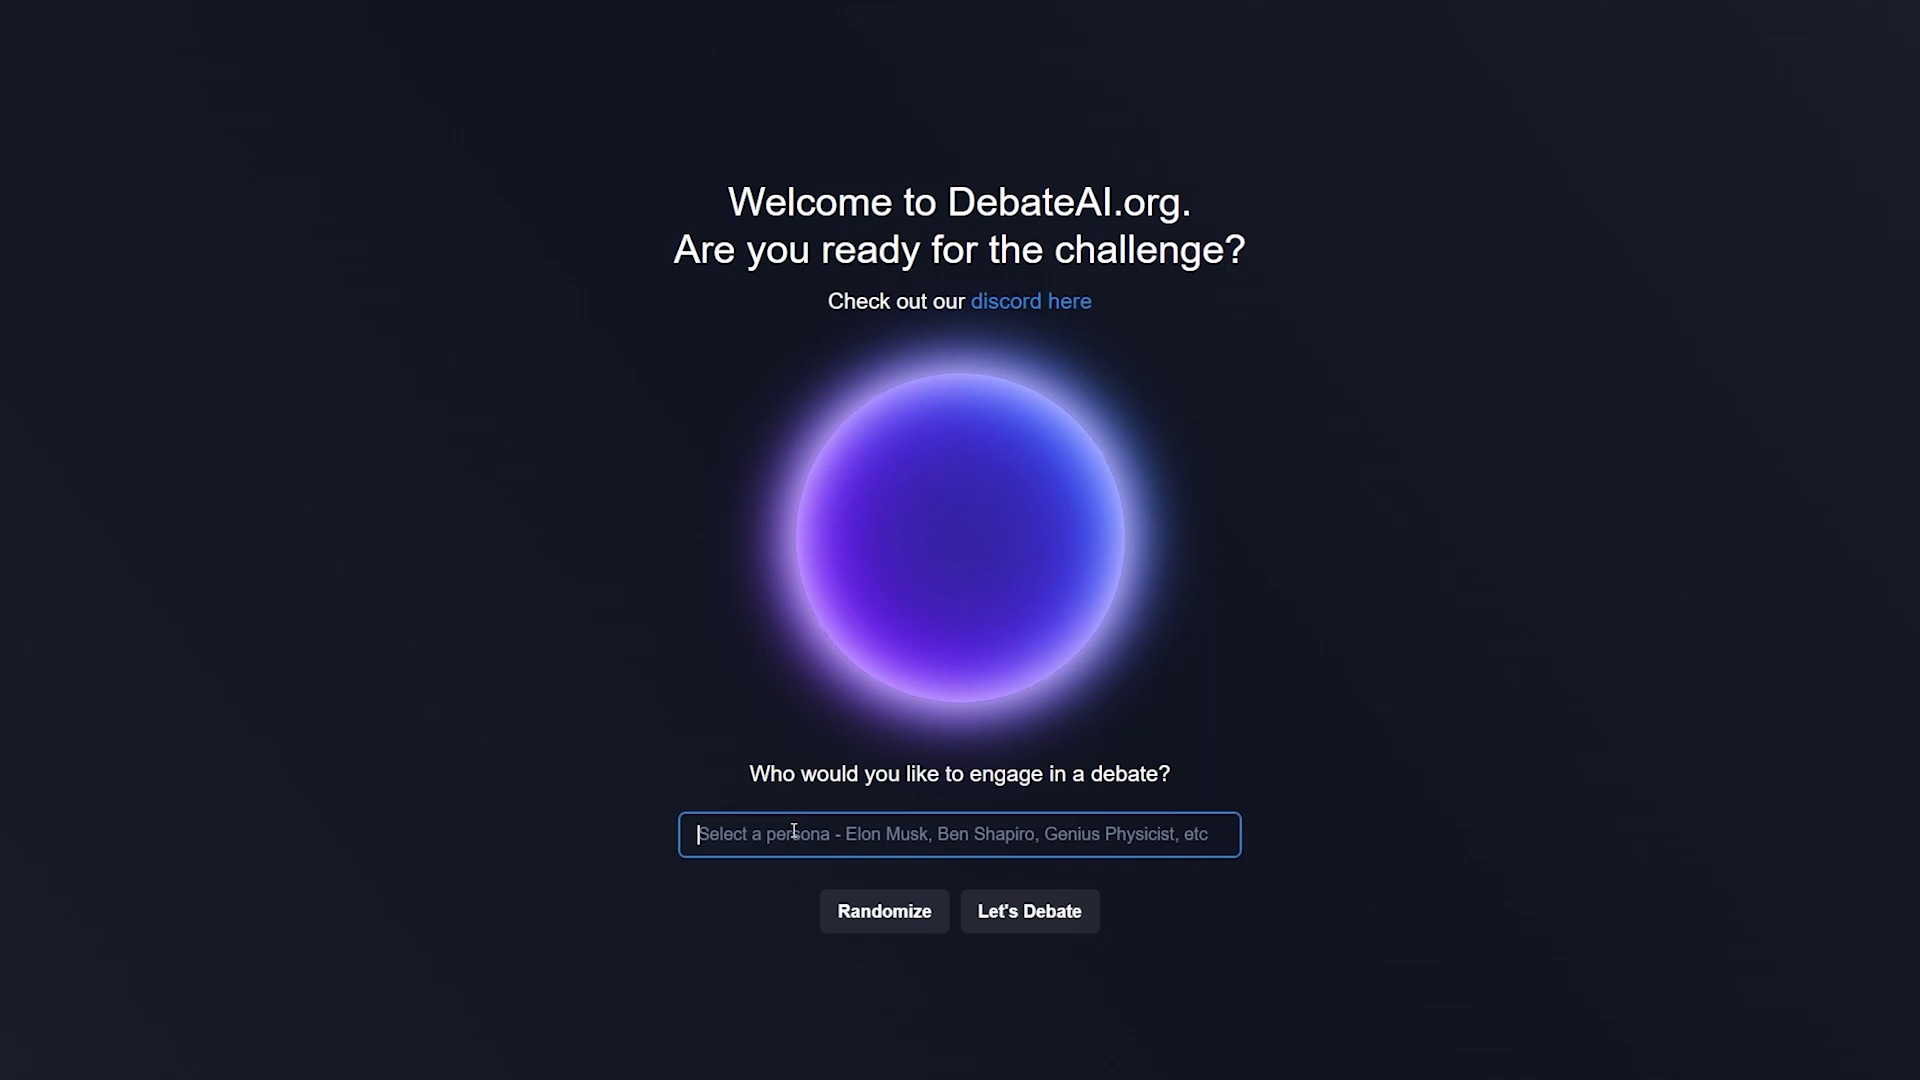 Welcome to DebateAI.org.
Are you ready for the challenge?
Check out our discord here
Who would you like to engage in a debate?
Select a persona - Elon Musk, Ben Shapiro, Genius Physicist, etc
Randomize
Let's Debate